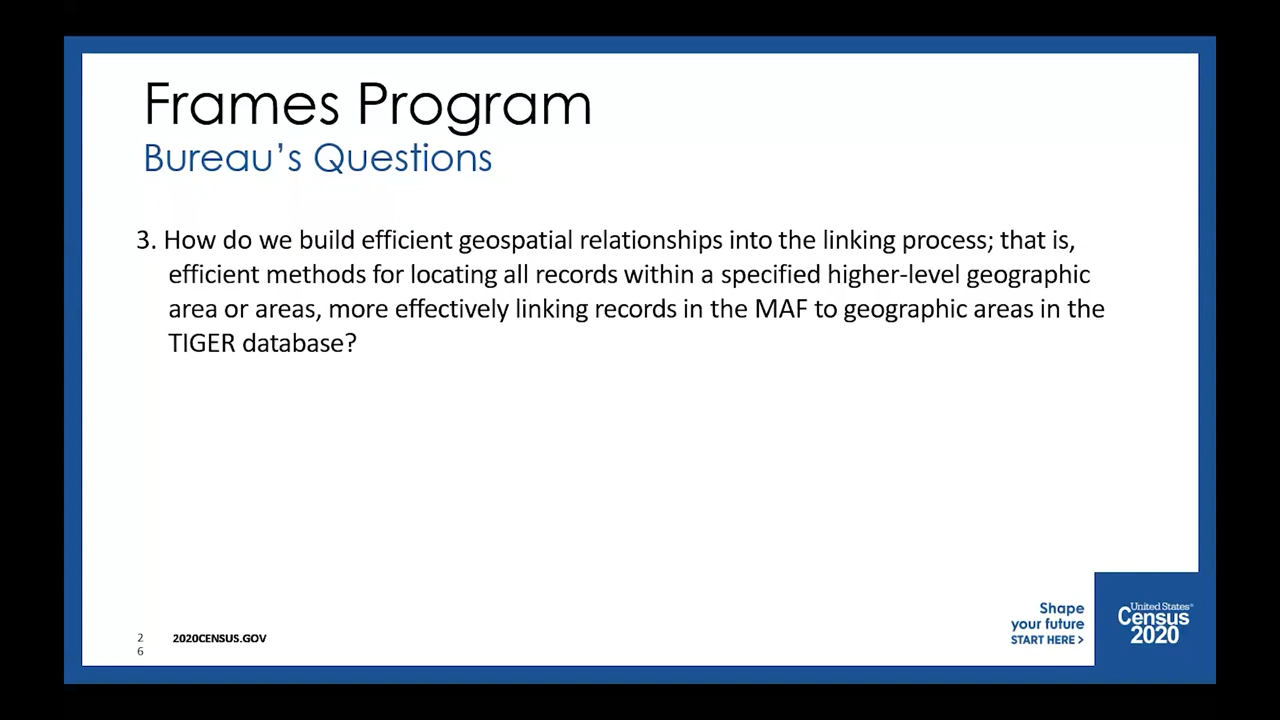 Frames Program
Bureau's Questions
3. How do we build efficient geospatial relationships into the linking process; that is,
efficient methods for locating all records within a specified higher-level geographic
area or areas, more effectively linking records in the MAF to geographic areas in the
TIGER database?
2
6
2020CENSUS.GOV
Shape
your future
START HERE >
United States®
Census
2020